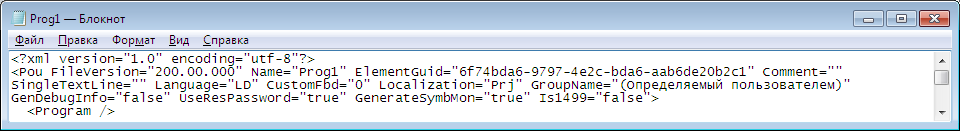 Prog1 — Блокнот
Файл Правка Формат Вид Справка
<?xml version="1.0" encoding="utf-8"?>
<Pou FileVersion="200.00.000" Name="Prog1" ElementGuid="6f74bda6-9797-4e2c-bda6-aab6de20b2c1" Comment=""
SingleTextLine="" Language="LD" CustomFbd="0" Localization="Prj" GroupName="(Определяемый пользователем)"
GenDebugInfo="false" UseResPassword="true" GenerateSymbMon="true" Is1499="false">
<Program />